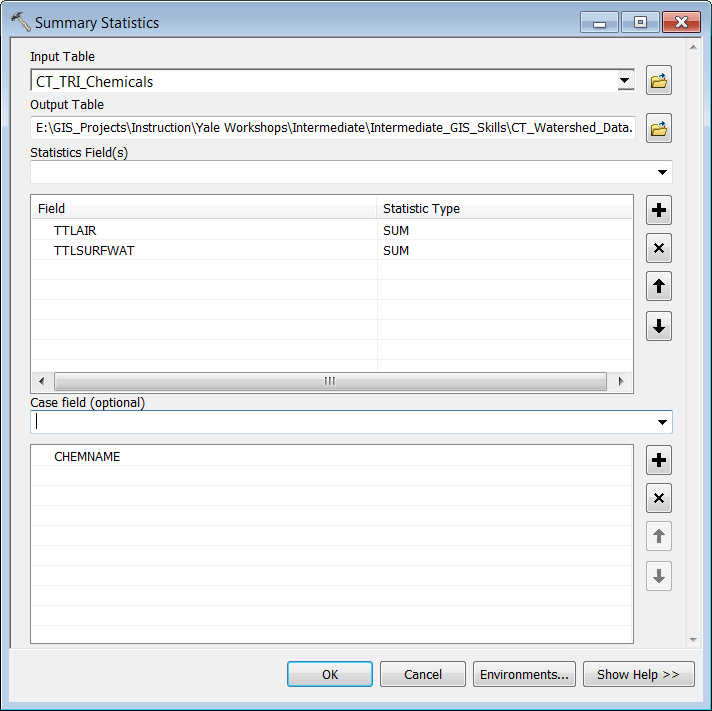 Summary Statistics
Input Table
CT_TRI_Chemicals
Output Table
E:\GIS_Projects\Instruction\Yale Workshops\Intermediate\Intermediate_GIS_Skills\CT_Watershed_Data.
Statistics Field(s)
Field Statistic Type
TTLAIR SUM
TTLSURFWAT SUM
Case field (optional)
CHEMNAME
OK Cancel Environments... Show Help >>